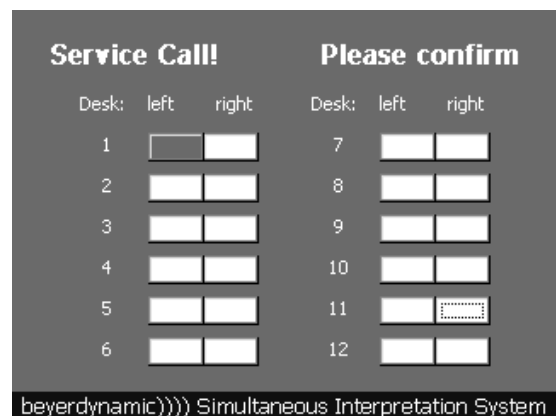 Service Call! Please confirm
Desk: left right Desk: left right
1 7
2 8
3 9
4 10
5 11
6 12
beyerdynamic)))) Simultaneous Interpretation System